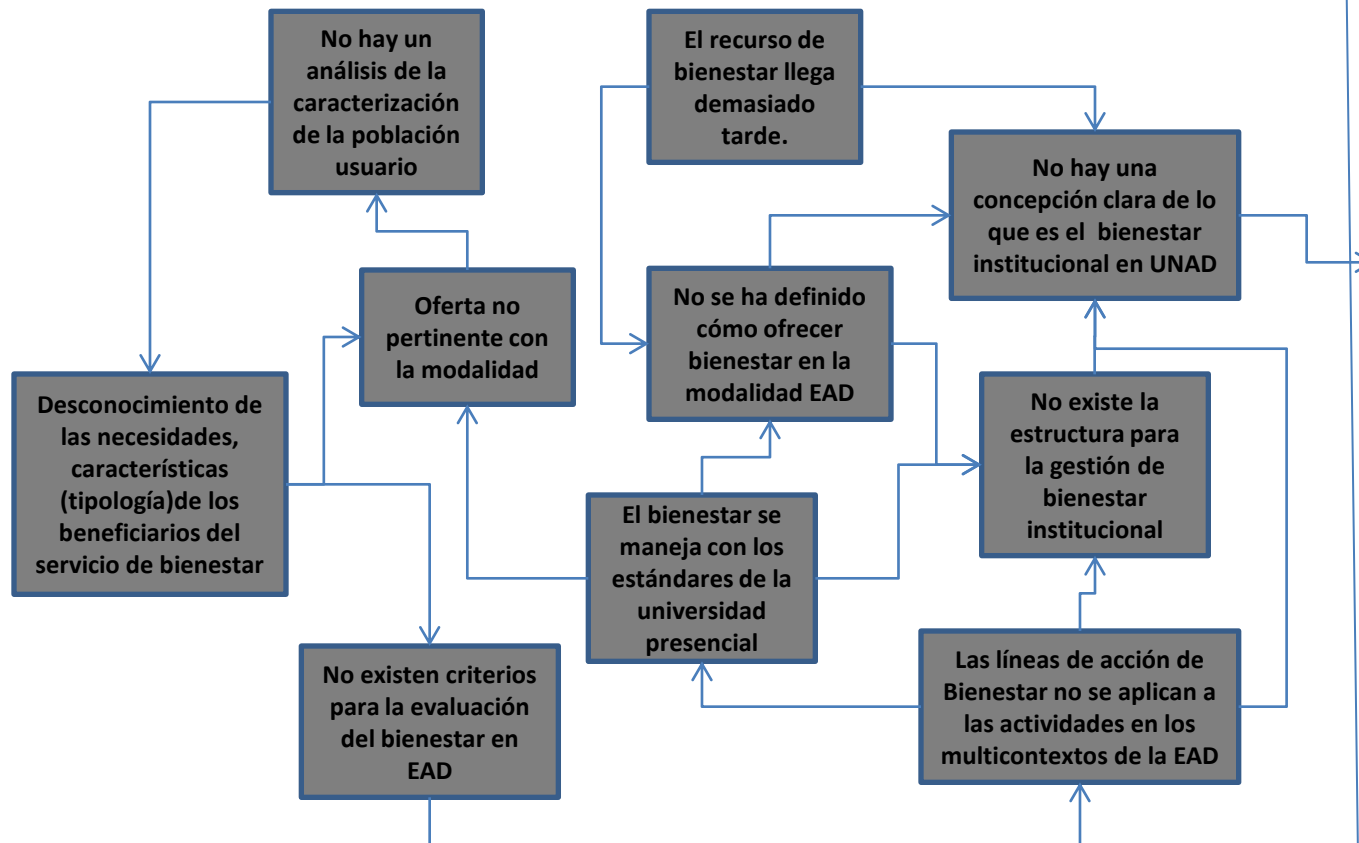 No hay un
análisis de la
caracterización
de la población
usuario
El recurso de
bienestar llega
demasiado
tarde.
No hay una
concepción clara de lo
que es el bienestar
institucional en UNAD
Oferta no
pertinente con
la modalidad
No se ha definido
cómo ofrecer
bienestar en la
modalidad EAD
Desconocimiento de
las necesidades,
características
(tipología)de los
beneficiarios del
servicio de bienestar
No existe la
estructura para
la gestión de
bienestar
institucional
El bienestar se
maneja con los
estándares de la
universidad
presencial
No existen criterios
para la evaluación
del bienestar en
EAD
Las líneas de acción de
Bienestar no se aplican a
las actividades en los
multicontextos de la EAD